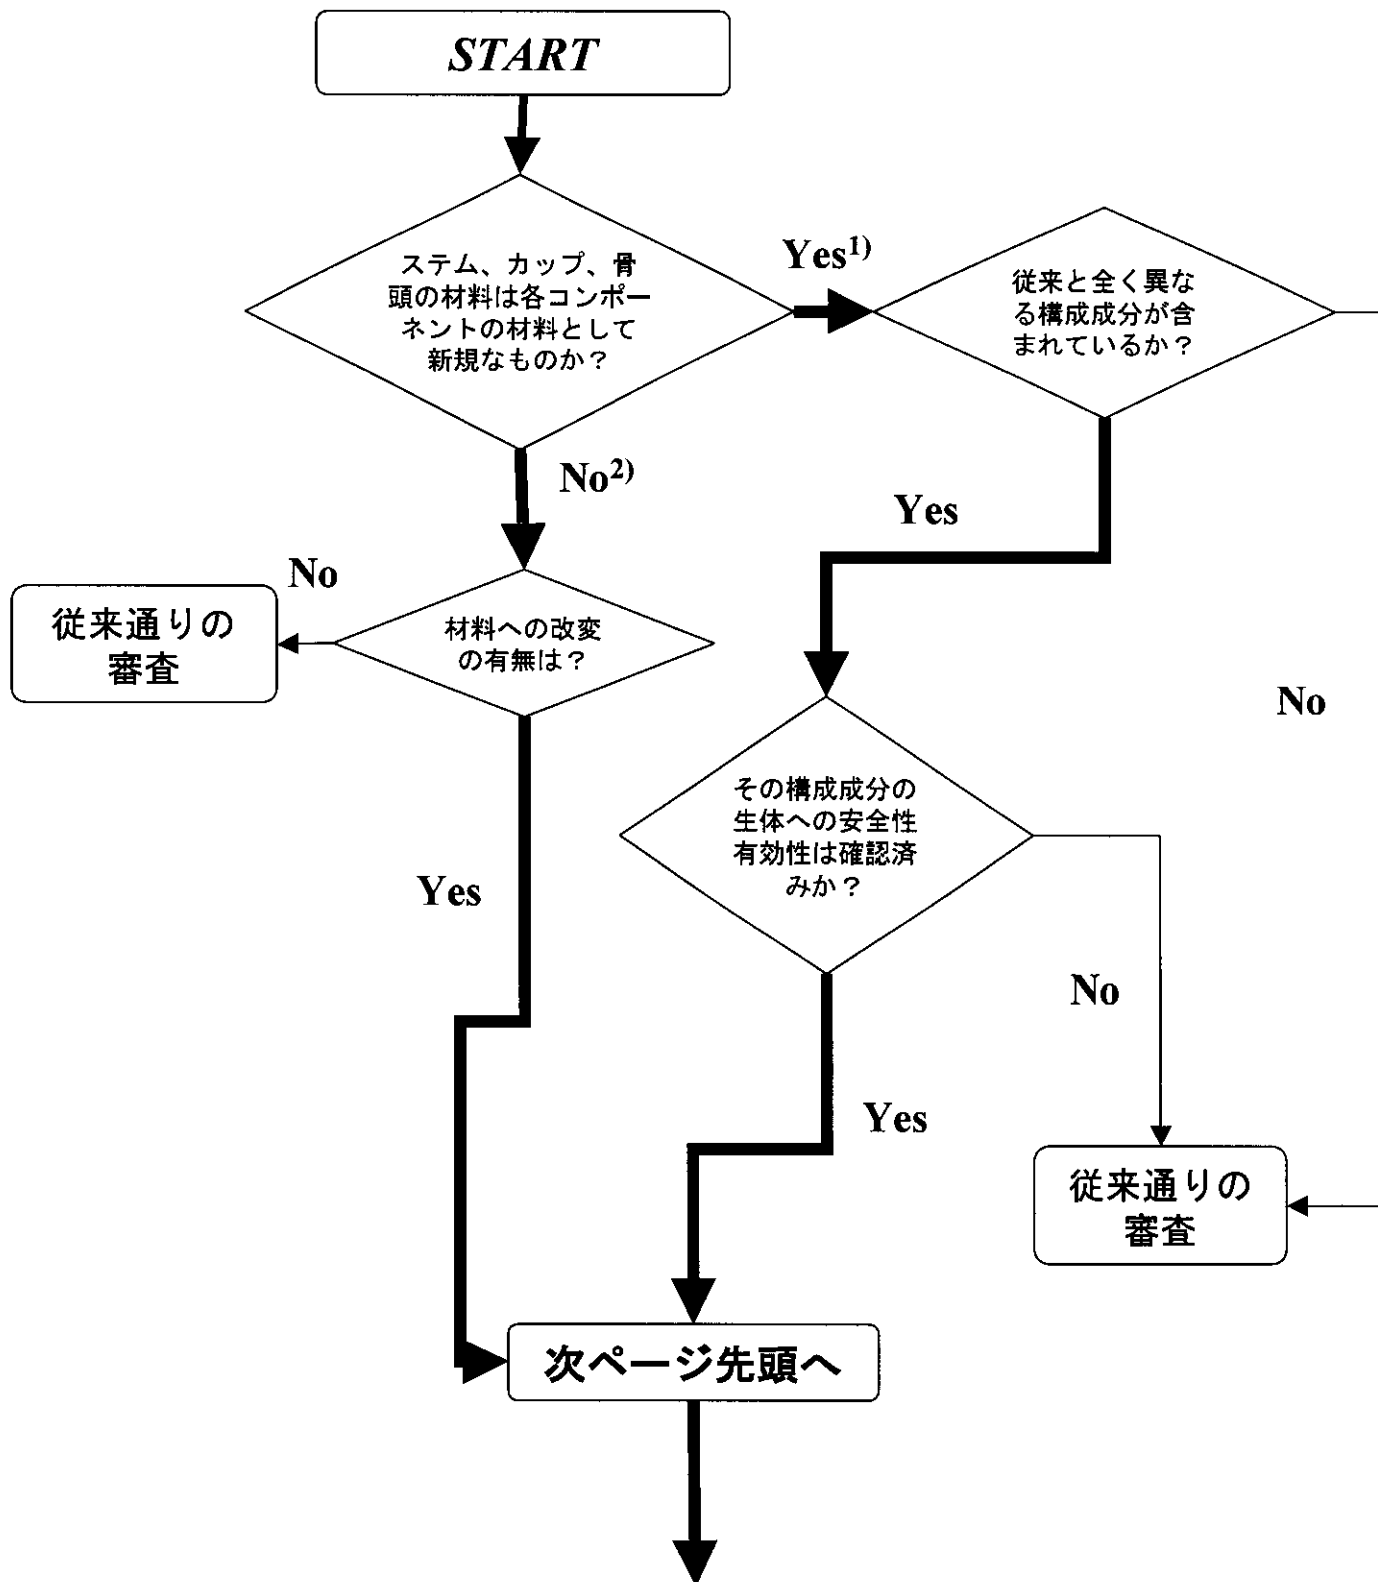 START
ステム、カップ、骨
頭の材料は各コンポー
ネントの材料として
新規なものか？
Yes1)
従来と全く異な
る構成成分が含
まれているか？
No2)
Yes
No
従来通りの
審査
材料への改変
の有無は？
No
その構成成分の
生体への安全性
有効性は確認済
みか？
Yes
No
Yes
従来通りの
審査
次ページ先頭へ